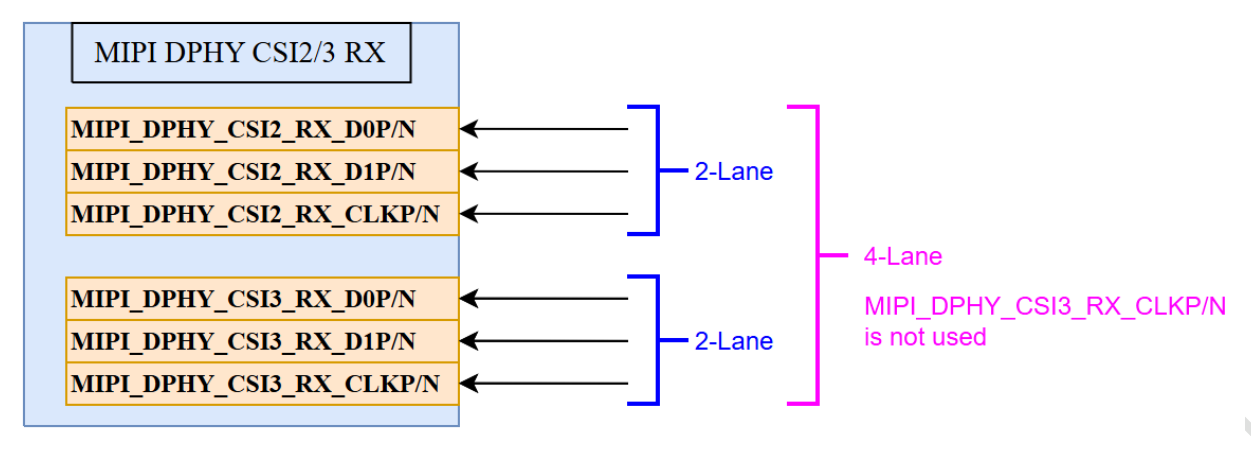 MIPI DPHY CSI2/3 RX
MIPI_DPHY_CSI2_RX_D0P/N
MIPI_DPHY_CSI2_RX_D1P/N
MIPI_DPHY_CSI2_RX_CLKP/N
2-Lane
MIPI_DPHY_CSI3_RX_D0P/N
MIPI_DPHY_CSI3_RX_D1P/N
MIPI_DPHY_CSI3_RX_CLKP/N
2-Lane
4-Lane
MIPI_DPHY_CSI3_RX_CLKP/N
is not used